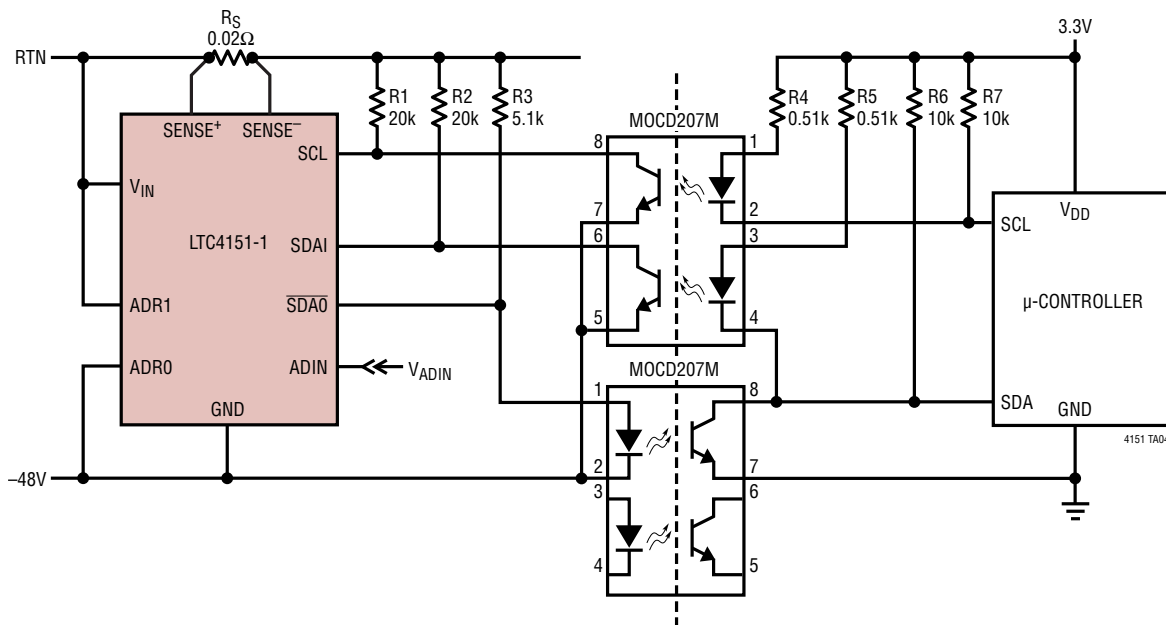 RTN
RS
0.02Ω
R1
20k
R2
20k
R3
5.1k
3.3V
R4
0.51k
R5
0.51k
R6
10k
R7
10k
SENSE+
SENSE–
SCL
VIN
LTC4151-1
SDAI
ADR1
SDA0
ADR0
ADIN
VADIN
GND
–48V
MOCD207M
8
1
7
2
6
3
5
4
MOCD207M
1
8
2
7
3
6
4
5
VDD
SCL
µ-CONTROLLER
SDA
GND
4151 TA04